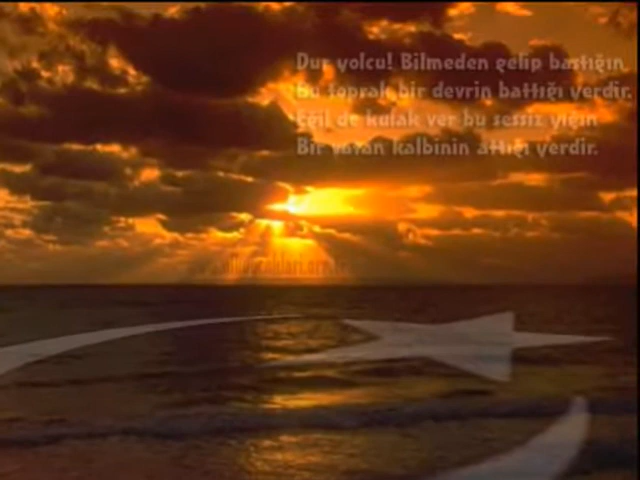 Dur yolcu! Bilmeden gelip bastığın
Bu toprak bir devrin battığı yerdir.
Eğil de kulak ver bu sessiz yığın
Bir vatan kalbinin attığı yerdir.